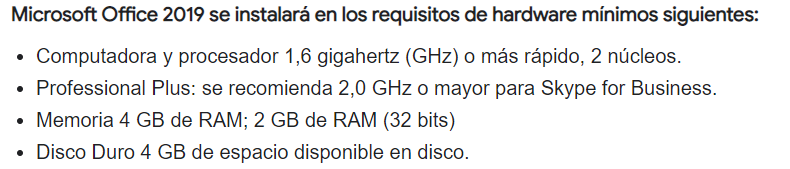 Microsoft Office 2019 se instalará en los requisitos de hardware mínimos siguientes:
• Computadora y procesador 1,6 gigahertz (GHz) o más rápido, 2 núcleos.
• Professional Plus: se recomienda 2,0 GHz o mayor para Skype for Business.
• Memoria 4 GB de RAM; 2 GB de RAM (32 bits)
• Disco Duro 4 GB de espacio disponible en disco.